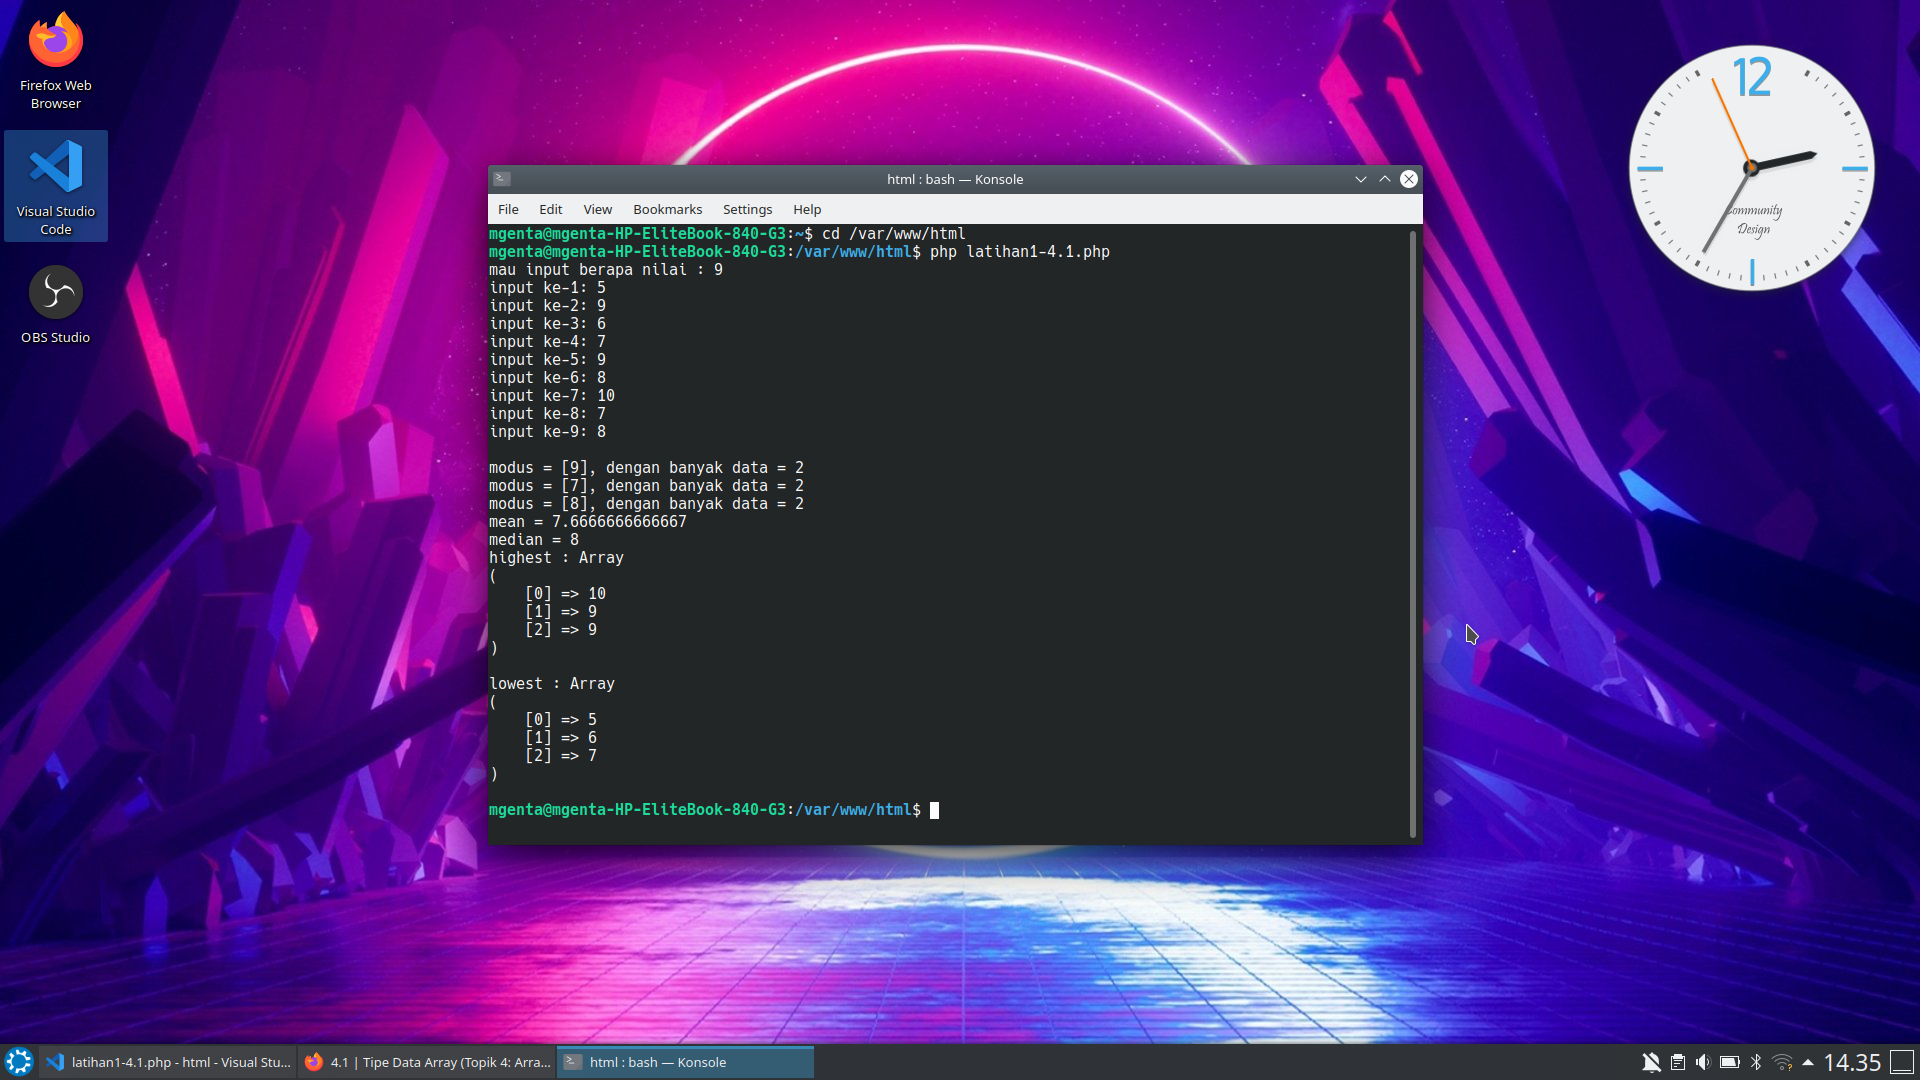 Firefox Web
Browser
Visual Studio
Code
OBS Studio
12
Community
Design
html : bash — Konsole
File Edit View Bookmarks Settings Help
mgenta@mgenta-HP-EliteBook-840-G3:~$ cd /var/www/html
mgenta@mgenta-HP-EliteBook-840-G3:/var/www/html$ php latihan1-4.1.php
mau input berapa nilai : 9
input ke-1: 5
input ke-2: 9
input ke-3: 6
input ke-4: 7
input ke-5: 9
input ke-6: 8
input ke-7: 10
input ke-8: 7
input ke-9: 8
modus = [9], dengan banyak data = 2
modus = [7], dengan banyak data = 2
modus = [8], dengan banyak data = 2
mean = 7.6666666666667
median = 8
highest : Array
(
[0] => 10
[1] => 9
[2] => 9
)
lowest : Array
(
[0] => 5
[1] => 6
[2] => 7
)
mgenta@mgenta-HP-EliteBook-840-G3:/var/www/html$
latihan1-4.1.php - html - Visual Stu...
4.1 | Tipe Data Array (Topik 4: Arra...
html : bash — Konsole
14.35